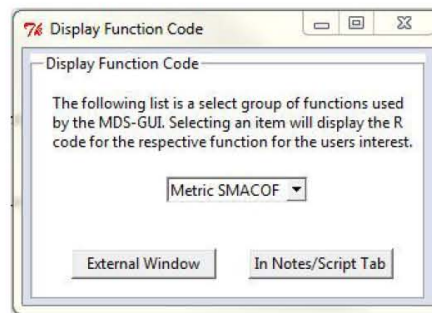 Display Function Code
Display Function Code
The following list is a select group of functions used
by the MDS-GUI. Selecting an item will display the R
code for the respective function for the users interest.
Metric SMACOF
External Window
In Notes/Script Tab